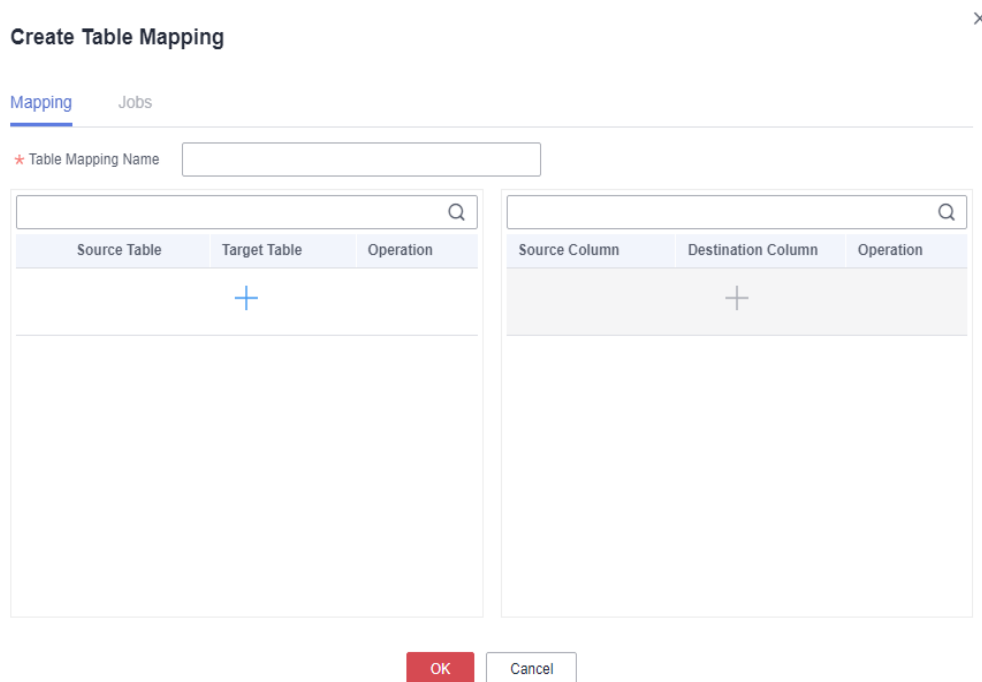 Create Table Mapping
Mapping Jobs
* Table Mapping Name
Source Table Target Table Operation
Source Column Destination Column Operation
OK Cancel